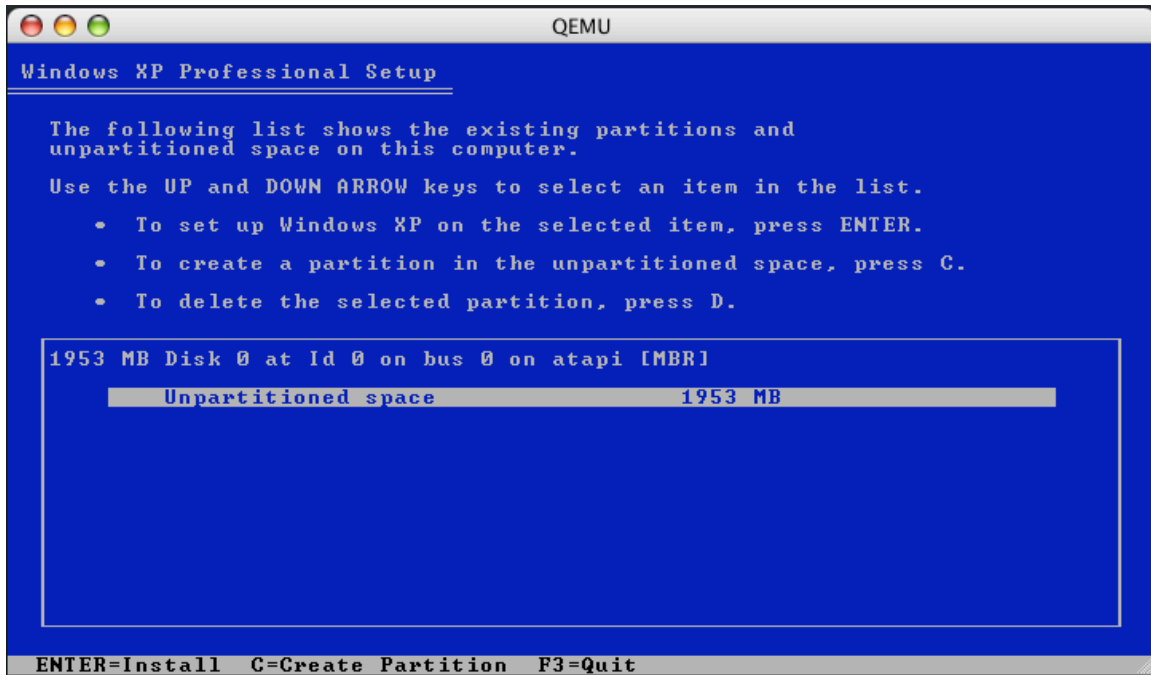 QEMU
Windows XP Professional Setup
The following list shows the existing partitions and
unpartitioned space on this computer.
Use the UP and DOWN ARROW keys to select an item in the list.
• To set up Windows XP on the selected item, press ENTER.
• To create a partition in the unpartitioned space, press C.
• To delete the selected partition, press D.
1953 MB Disk 0 at Id 0 on bus 0 on atapi [MBR]
Unpartitioned space 1953 MB
ENTER=Install C=Create Partition F3=Quit